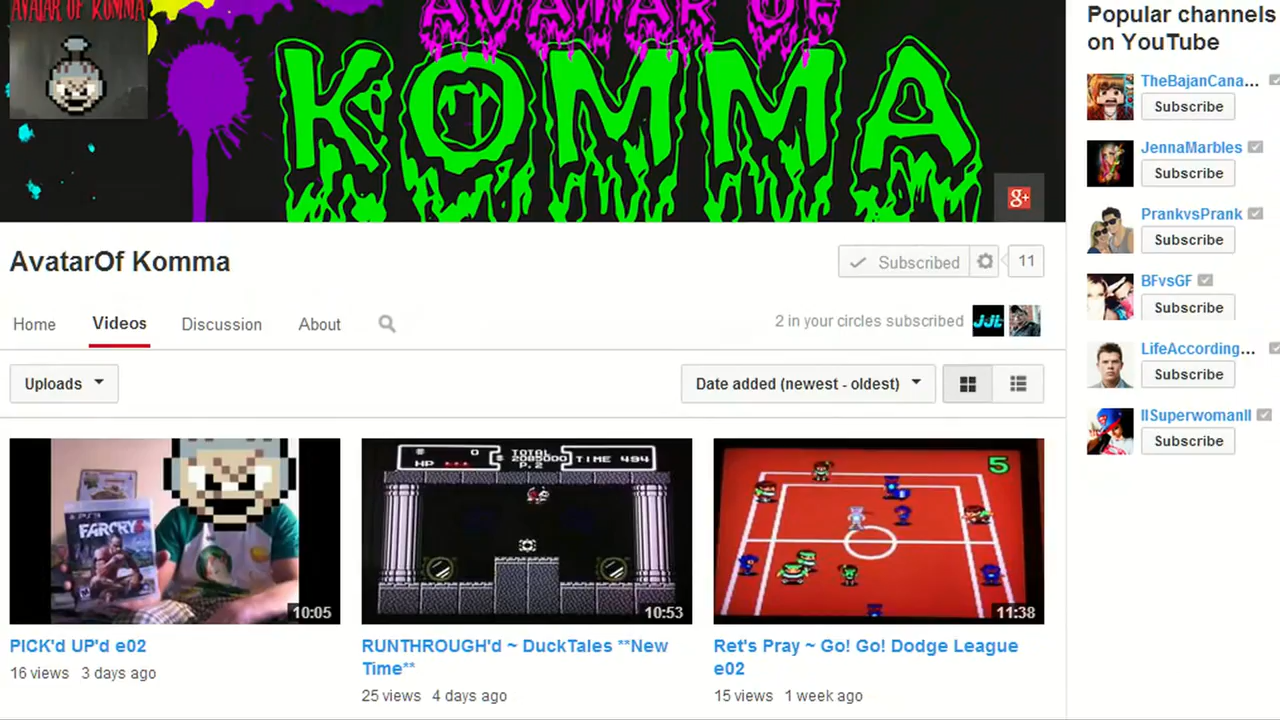 AVATAR OF KOMMA
AVATAR OF
KOMMA
g+
Popular channels
on YouTube
TheBajanCana...
Subscribe
JennaMarbles
Subscribe
PrankvsPrank
Subscribe
BFvsGF
Subscribe
LifeAccording...
Subscribe
IISuperwomanII
Subscribe
AvatarOf Komma
Subscribed
11
Home
Videos
Discussion
About
2 in your circles subscribed
JJL
Uploads
Date added (newest - oldest)
PS3
FARCRY3
10:05
HP
0
TOTAL
2085000
P.2
TIME 494
10:53
5
11:38
PICK'd UP'd e02
16 views 3 days ago
RUNTHROUGH'd ~ DuckTales **New
Time**
25 views 4 days ago
Ret's Pray ~ Go! Go! Dodge League
e02
15 views 1 week ago